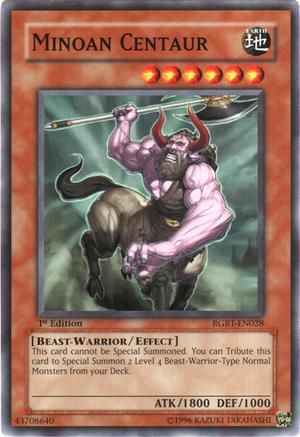 MINOAN CENTAUR
EARTH
地
1st Edition
RGBT-EN028
[BEAST-WARRIOR/EFFECT]
This card cannot be Special Summoned. You can Tribute this
card to Special Summon 2 Level 4 Beast-Warrior-Type Normal
Monsters from your Deck.
ATK/1800 DEF/1000
43708640
©1996 KAZUKI TAKAHASHI